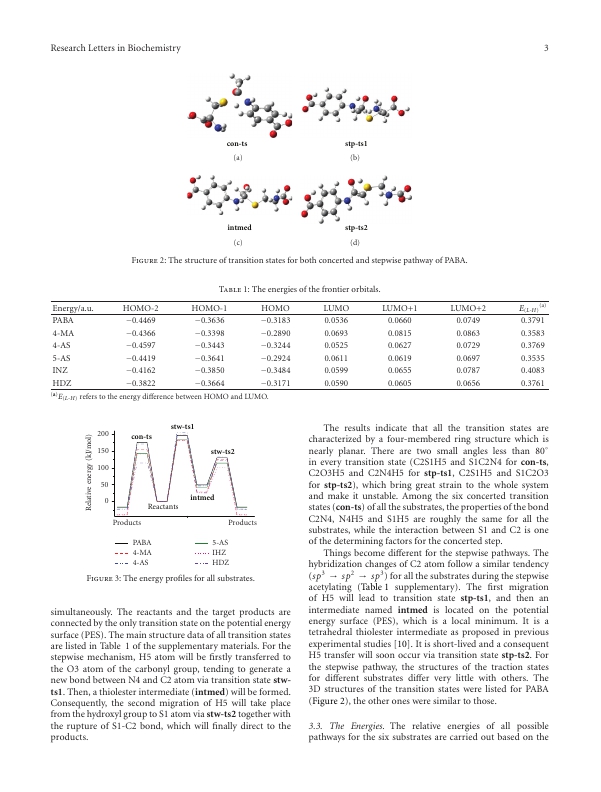 Research Letters in Biochemistry
3
con-ts
stp-ts1
(a)
(b)
intmed
stp-ts2
(c)
(d)
Figure 2: The structure of transition states for both concerted and stepwise pathway of PABA.
Table 1: The energies of the frontier orbitals.
Energy/a.u. HOMO-2 HOMO-1 HOMO LUMO LUMO+1 LUMO+2 E(L-H)(a)
PABA −0.4469 −0.3636 −0.3183 0.0536 0.0660 0.0749 0.3791
4-MA −0.4366 −0.3398 −0.2890 0.0693 0.0815 0.0863 0.3583
4-AS −0.4597 −0.3443 −0.3244 0.0525 0.0627 0.0729 0.3769
5-AS −0.4419 −0.3641 −0.2924 0.0611 0.0619 0.0697 0.3535
INZ −0.4162 −0.3850 −0.3484 0.0599 0.0655 0.0787 0.4083
HDZ −0.3822 −0.3664 −0.3171 0.0590 0.0605 0.0656 0.3761
(a)E(L-H) refers to the energy difference between HOMO and LUMO.
Relative energy (kJ/mol)
200
150
100
50
0
con-ts
stw-ts1
stw-ts2
intmed
Reactants
Products
Products
PABA
4-MA
4-AS
5-AS
IHZ
HDZ
Figure 3: The energy profiles for all substrates.
simultaneously. The reactants and the target products are
connected by the only transition state on the potential energy
surface (PES). The main structure data of all transition states
are listed in Table 1 of the supplementary materials. For the
stepwise mechanism, H5 atom will be firstly transferred to
the O3 atom of the carbonyl group, tending to generate a
new bond between N4 and C2 atom via transition state stw-
ts1. Then, a thiolester intermediate (intmed) will be formed.
Consequently, the second migration of H5 will take place
from the hydroxyl group to S1 atom via stw-ts2 together with
the rupture of S1-C2 bond, which will finally direct to the
products.
The results indicate that all the transition states are
characterized by a four-membered ring structure which is
nearly planar. There are two small angles less than 80°
in every transition state (C2S1H5 and S1C2N4 for con-ts,
C2O3H5 and C2N4H5 for stp-ts1, C2S1H5 and S1C2O3
for stp-ts2), which bring great strain to the whole system
and make it unstable. Among the six concerted transition
states (con-ts) of all the substrates, the properties of the bond
C2N4, N4H5 and S1H5 are roughly the same for all the
substrates, while the interaction between S1 and C2 is one
of the determining factors for the concerted step.
Things become different for the stepwise pathways. The
hybridization changes of C2 atom follow a similar tendency
(sp3 → sp2 → sp3) for all the substrates during the stepwise
acetylating (Table 1 supplementary). The first migration
of H5 will lead to transition state stp-ts1, and then an
intermediate named intmed is located on the potential
energy surface (PES), which is a local minimum. It is a
tetrahedral thiolester intermediate as proposed in previous
experimental studies [10]. It is short-lived and a consequent
H5 transfer will soon occur via transition state stp-ts2. For
the stepwise pathway, the structures of the traction states
for different substrates differ very little with others. The
3D structures of the transition states were listed for PABA
(Figure 2), the other ones were similar to those.
3.3. The Energies. The relative energies of all possible
pathways for the six substrates are carried out based on the